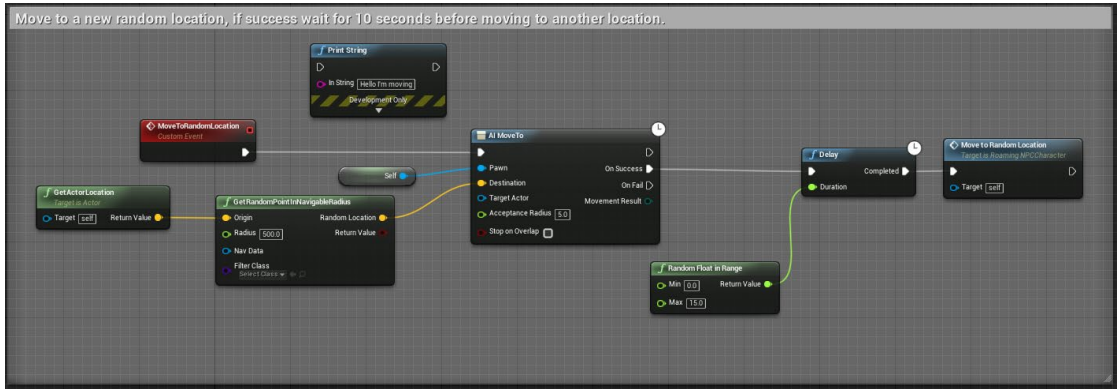 Move to a new random location, if success wait for 10 seconds before moving to another location.
Print String
In String Hello I'm moving
Development Only
MoveToRandomLocation
Custom Event
GetActorLocation
Target is Actor
Target self Return Value
Self
GetRandomPointInNavigableRadius
Origin Random Location
Radius 500.0 Return Value
Nav Data
Filter Class
Select Class
AI MoveTo
Pawn On Success
Destination On Fail
Target Actor Movement Result
Acceptance Radius 5.0
Stop on Overlap
Random Float in Range
Min 0.0 Return Value
Max 15.0
Delay
Completed
Duration
Move to Random Location
Target is Roaming NPCCharacter
Target self